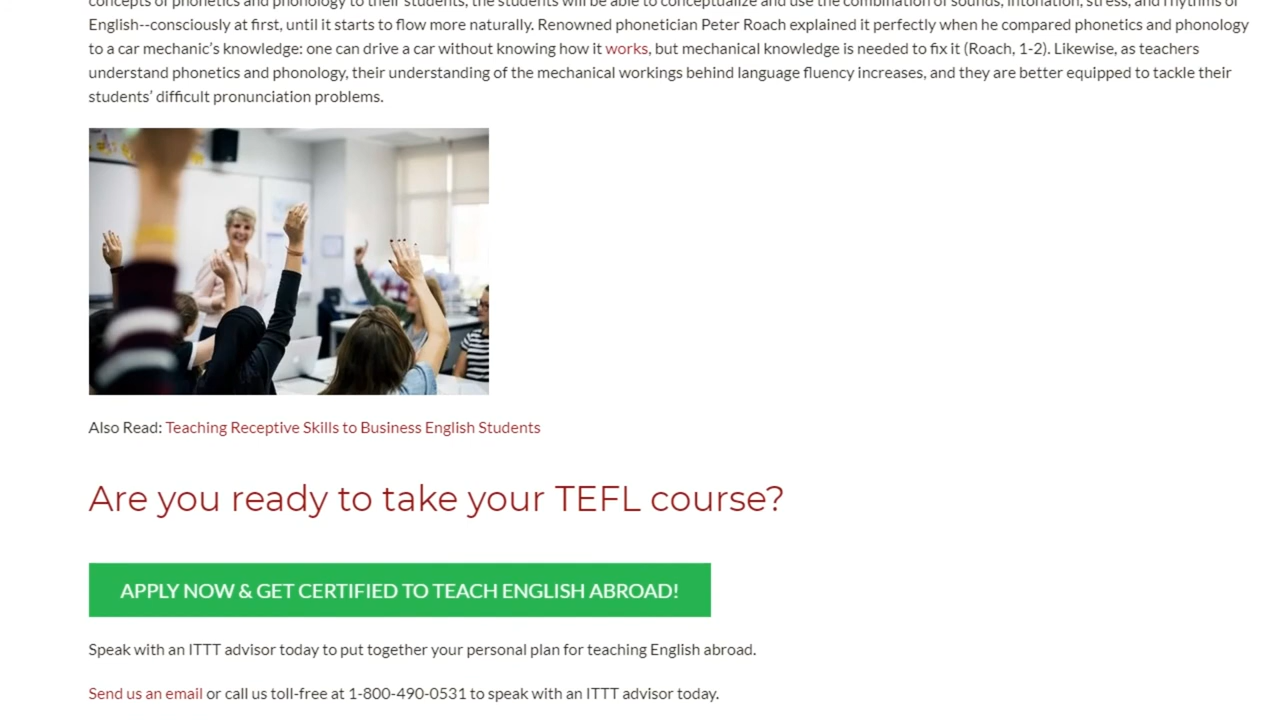 concepts of phonetics and phonology to their students, the students will be able to conceptualize and use the combination of sounds, intonation, stress, and rhythms of
English--consciously at first, until it starts to flow more naturally. Renowned phonetician Peter Roach explained it perfectly when he compared phonetics and phonology
to a car mechanic’s knowledge: one can drive a car without knowing how it works, but mechanical knowledge is needed to fix it (Roach, 1-2). Likewise, as teachers
understand phonetics and phonology, their understanding of the mechanical workings behind language fluency increases, and they are better equipped to tackle their
students’ difficult pronunciation problems.
Also Read: Teaching Receptive Skills to Business English Students
Are you ready to take your TEFL course?
APPLY NOW & GET CERTIFIED TO TEACH ENGLISH ABROAD!
Speak with an ITTT advisor today to put together your personal plan for teaching English abroad.
Send us an email or call us toll-free at 1-800-490-0531 to speak with an ITTT advisor today.